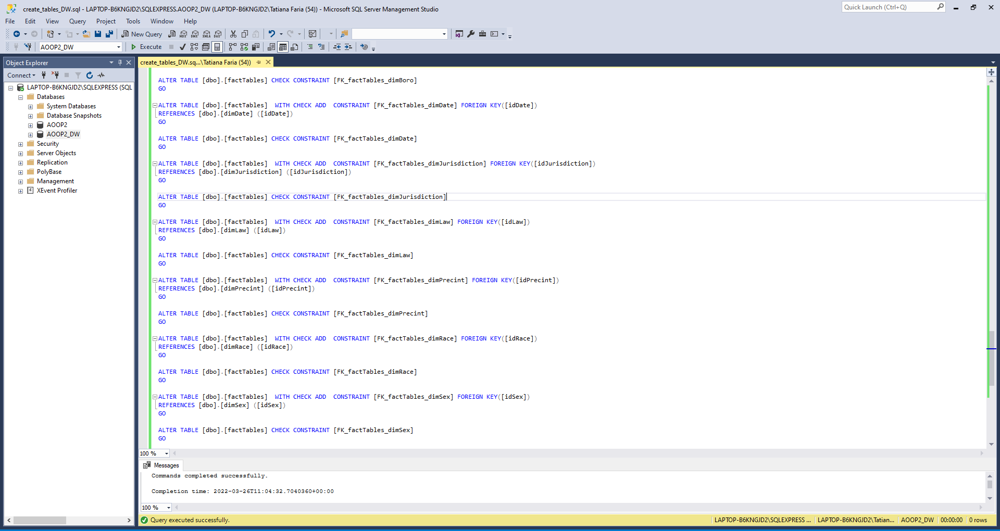 create_tables_DW.sql - LAPTOP-B6KNGJD2\SQLEXPRESS.AOOP2_DW (LAPTOP-B6KNGJD2\Tatiana Faria (54)) - Microsoft SQL Server Management Studio
Quick Launch (Ctrl+Q)
File Edit View Query Project Tools Window Help
New Query MDX DMX XMLA DAX
AOOP2_DW Execute
Object Explorer
create_tables_DW.sq...\Tatiana Faria (54))
Connect
LAPTOP-B6KNGJD2\SQLEXPRESS (SQL
Databases
System Databases
Database Snapshots
AOOP2
AOOP2_DW
Security
Server Objects
Replication
PolyBase
Management
XEvent Profiler
ALTER TABLE [dbo].[factTables] CHECK CONSTRAINT [FK_factTables_dimBoro]
GO
ALTER TABLE [dbo].[factTables]  WITH CHECK ADD  CONSTRAINT [FK_factTables_dimDate] FOREIGN KEY([idDate])
REFERENCES [dbo].[dimDate] ([idDate])
GO
ALTER TABLE [dbo].[factTables] CHECK CONSTRAINT [FK_factTables_dimDate]
GO
ALTER TABLE [dbo].[factTables]  WITH CHECK ADD  CONSTRAINT [FK_factTables_dimJurisdiction] FOREIGN KEY([idJurisdiction])
REFERENCES [dbo].[dimJurisdiction] ([idJurisdiction])
GO
ALTER TABLE [dbo].[factTables] CHECK CONSTRAINT [FK_factTables_dimJurisdiction]
GO
ALTER TABLE [dbo].[factTables]  WITH CHECK ADD  CONSTRAINT [FK_factTables_dimLaw] FOREIGN KEY([idLaw])
REFERENCES [dbo].[dimLaw] ([idLaw])
GO
ALTER TABLE [dbo].[factTables] CHECK CONSTRAINT [FK_factTables_dimLaw]
GO
ALTER TABLE [dbo].[factTables]  WITH CHECK ADD  CONSTRAINT [FK_factTables_dimPrecint] FOREIGN KEY([idPrecint])
REFERENCES [dbo].[dimPrecint] ([idPrecint])
GO
ALTER TABLE [dbo].[factTables] CHECK CONSTRAINT [FK_factTables_dimPrecint]
GO
ALTER TABLE [dbo].[factTables]  WITH CHECK ADD  CONSTRAINT [FK_factTables_dimRace] FOREIGN KEY([idRace])
REFERENCES [dbo].[dimRace] ([idRace])
GO
ALTER TABLE [dbo].[factTables] CHECK CONSTRAINT [FK_factTables_dimRace]
GO
ALTER TABLE [dbo].[factTables]  WITH CHECK ADD  CONSTRAINT [FK_factTables_dimSex] FOREIGN KEY([idSex])
REFERENCES [dbo].[dimSex] ([idSex])
GO
ALTER TABLE [dbo].[factTables] CHECK CONSTRAINT [FK_factTables_dimSex]
GO
100 %
Messages
Commands completed successfully.
Completion time: 2022-03-26T11:04:32.7040360+00:00
100 %
Query executed successfully. LAPTOP-B6KNGJD2\SQLEXPRESS ... LAPTOP-B6KNGJD2\Tatian... AOOP2_DW 00:00:00 0 rows